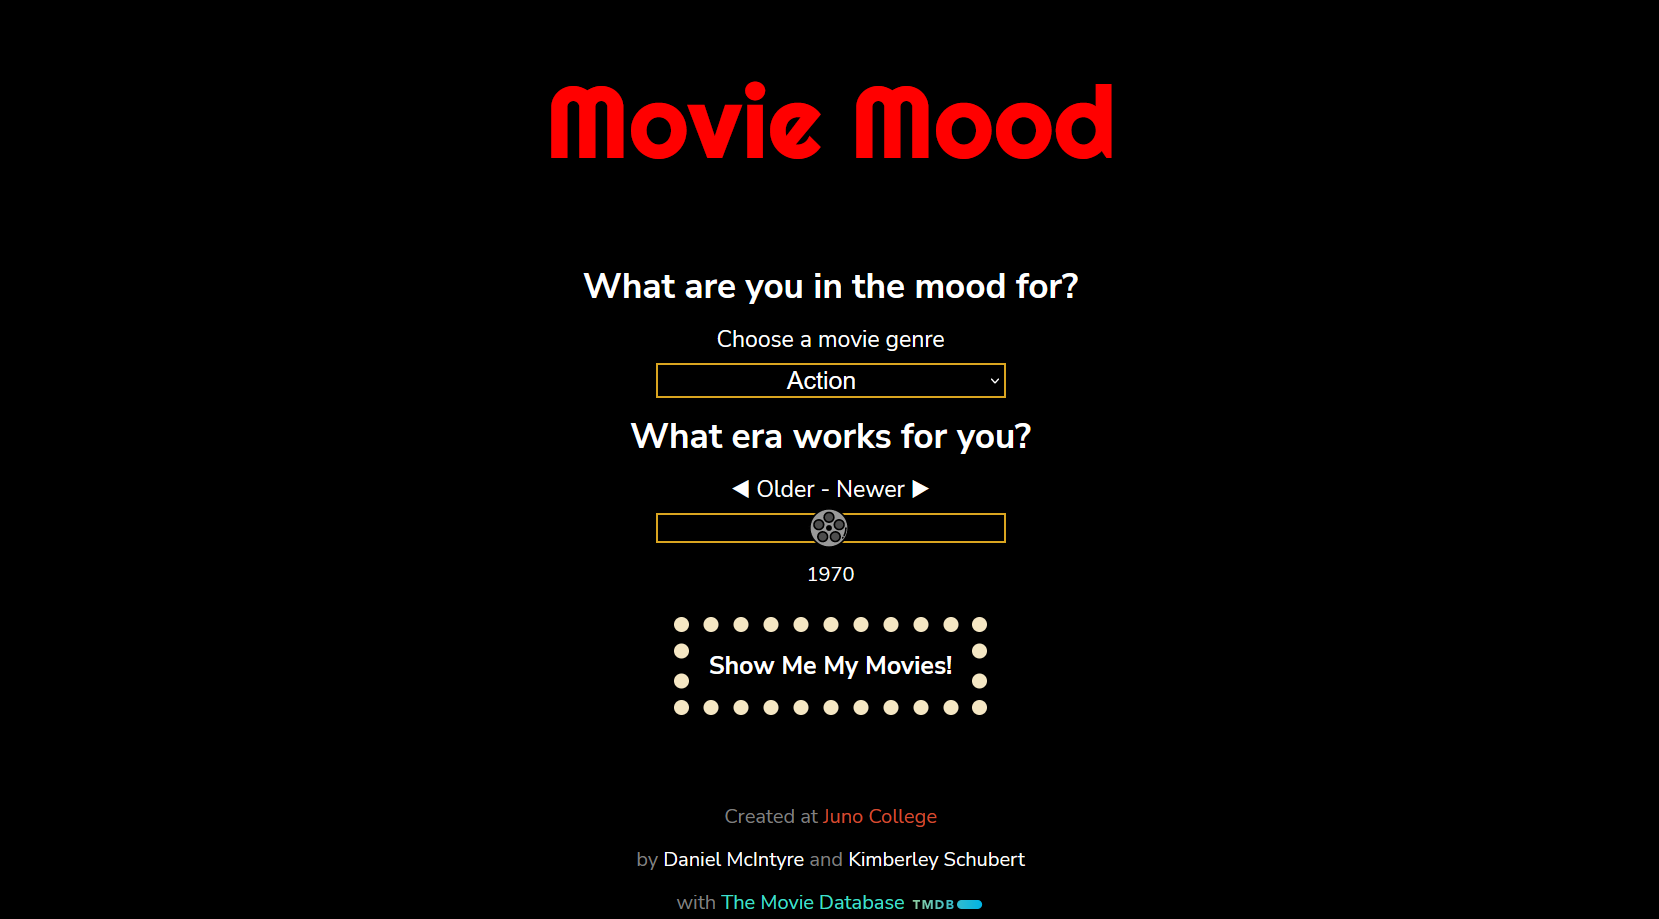 Movie Mood
What are you in the mood for?
Choose a movie genre
Action
What era works for you?
◀ Older - Newer ▶
1970
Show Me My Movies!
Created at Juno College
by Daniel McIntyre and Kimberley Schubert
with The Movie Database TMDB